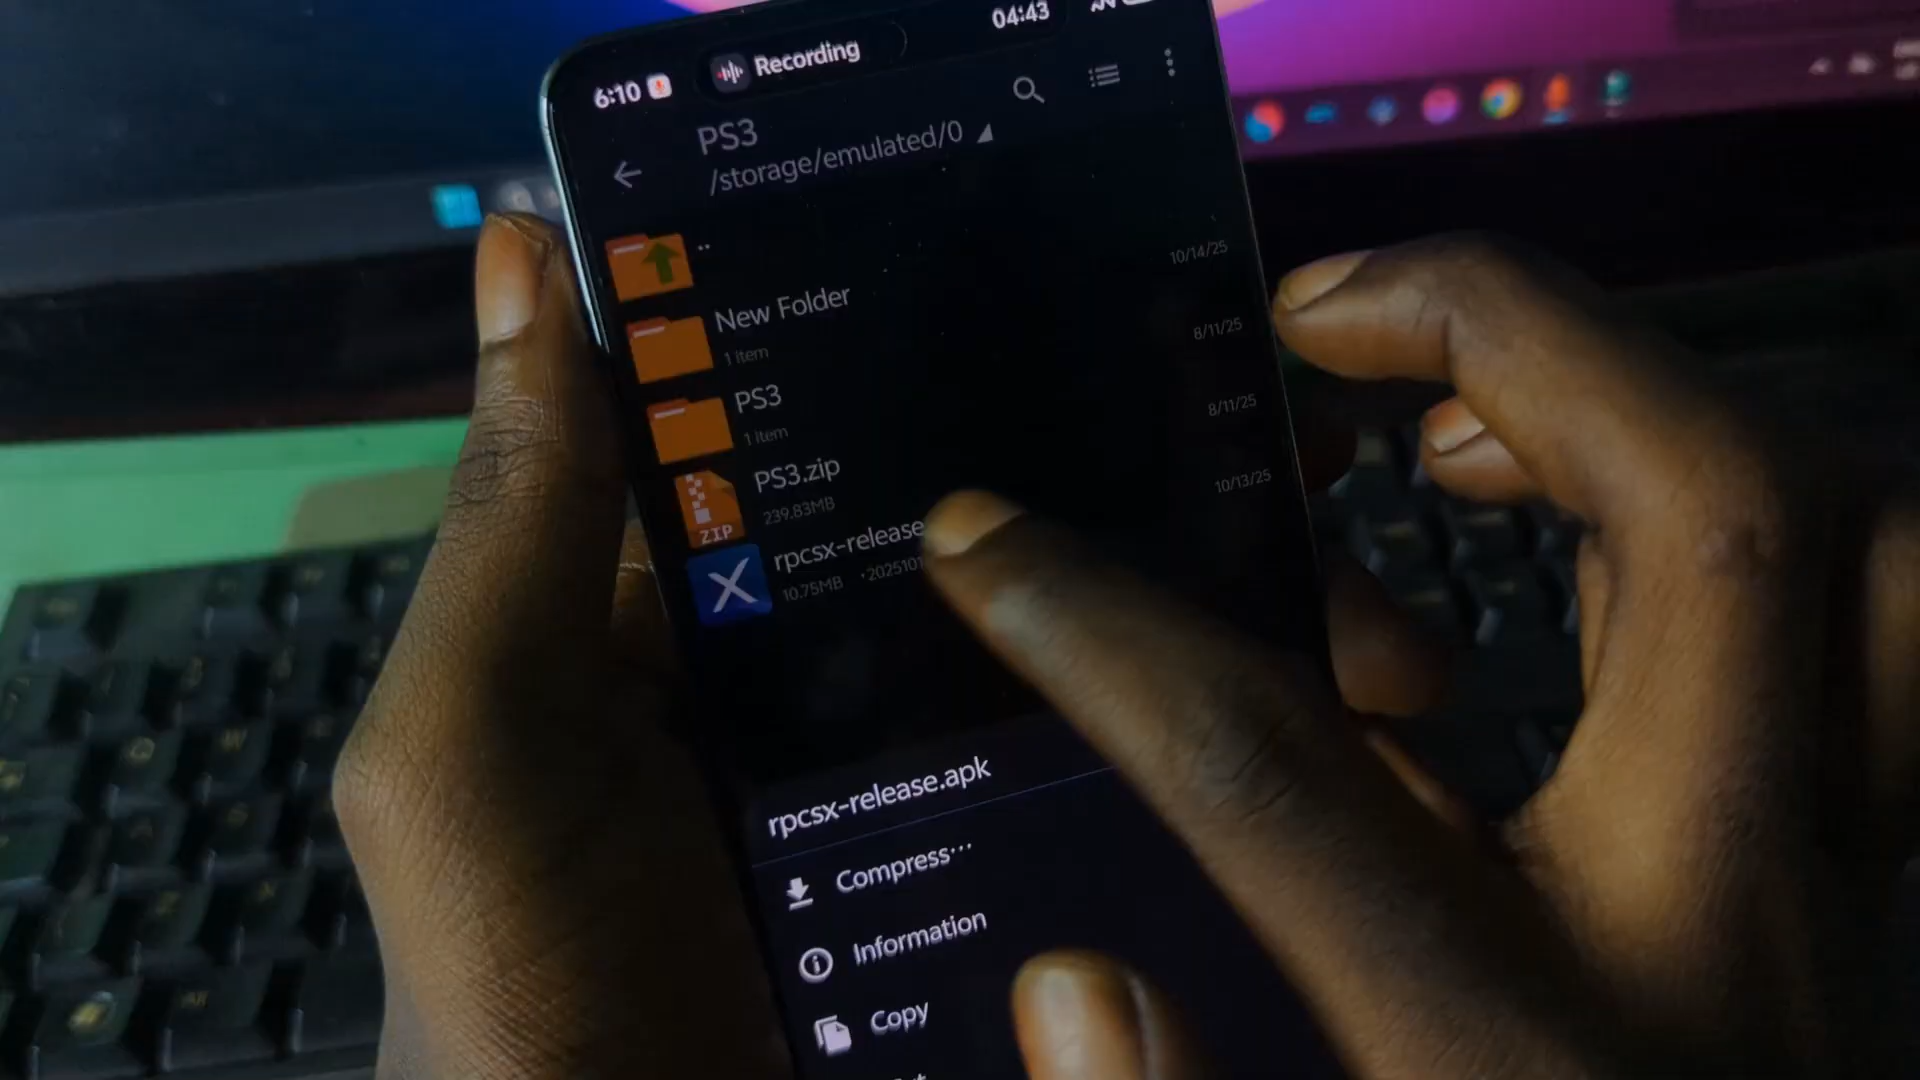 6:10
Recording
04:43
PS3
/storage/emulated/0
..
10/14/25
New Folder
1 item
8/11/25
PS3
1 item
8/11/25
PS3.zip
239.83MB
10/13/25
ZIP
rpcsx-release
10.75MB
rpcsx-release.apk
Compress...
Information
Copy
Q
W
A
Z
X